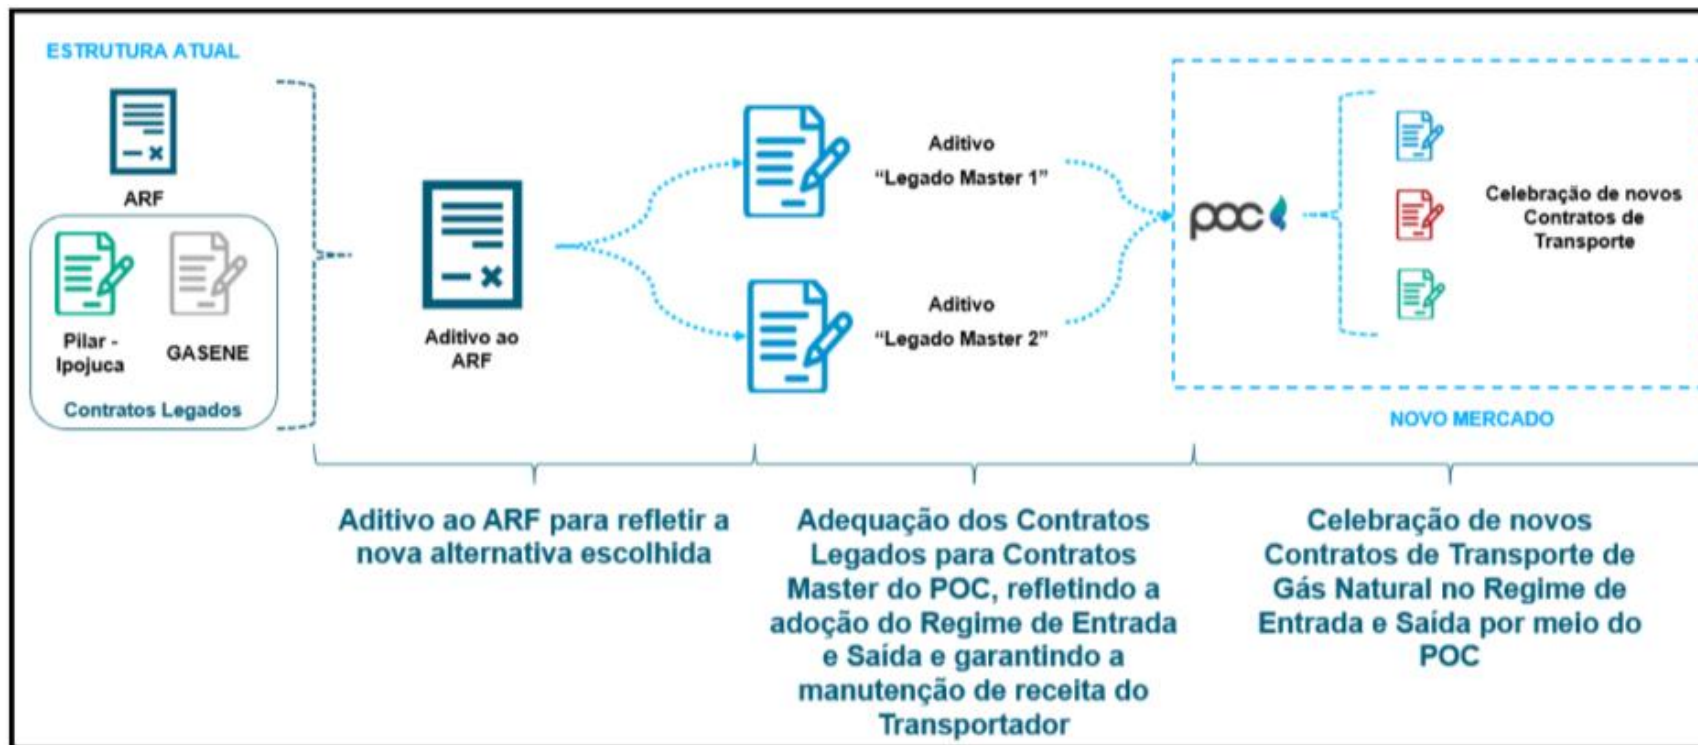 ESTRUTURA ATUAL
ARF
Pilar -
Ipojuca
GASENE
Contratos Legados
Aditivo ao
ARF
Aditivo
“Legado Master 1”
Aditivo
“Legado Master 2”
poc
Celebração de novos
Contratos de
Transporte
NOVO MERCADO
Aditivo ao ARF para refletir a
nova alternativa escolhida
Adequação dos Contratos
Legados para Contratos
Master do POC, refletindo a
adoção do Regime de Entrada
e Saída e garantindo a
manutenção de receita do
Transportador
Celebração de novos
Contratos de Transporte de
Gás Natural no Regime de
Entrada e Saída por meio do
POC